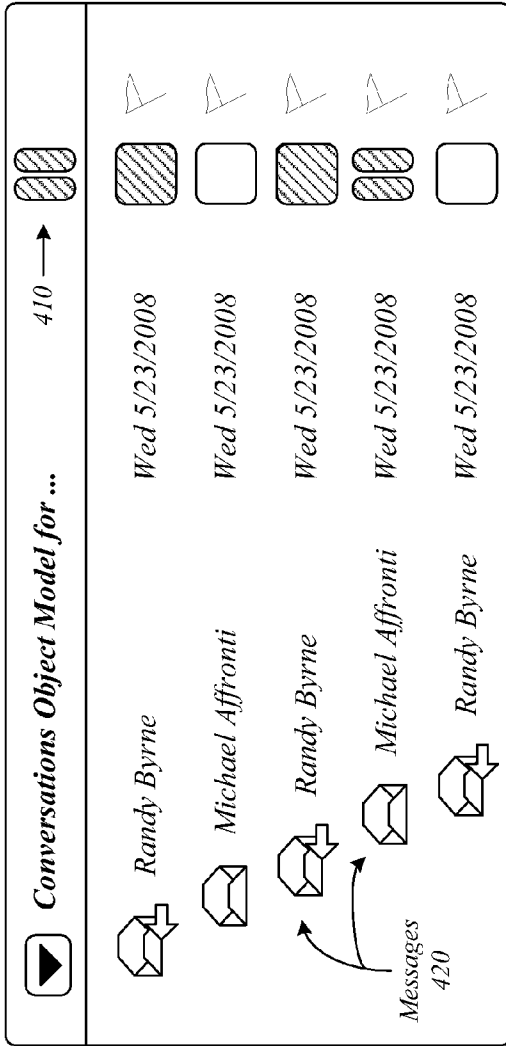 Conversations Object Model for ...
410
Randy Byrne Wed 5/23/2008
Michael Affronti Wed 5/23/2008
Randy Byrne Wed 5/23/2008
Michael Affronti Wed 5/23/2008
Randy Byrne Wed 5/23/2008
Messages
420